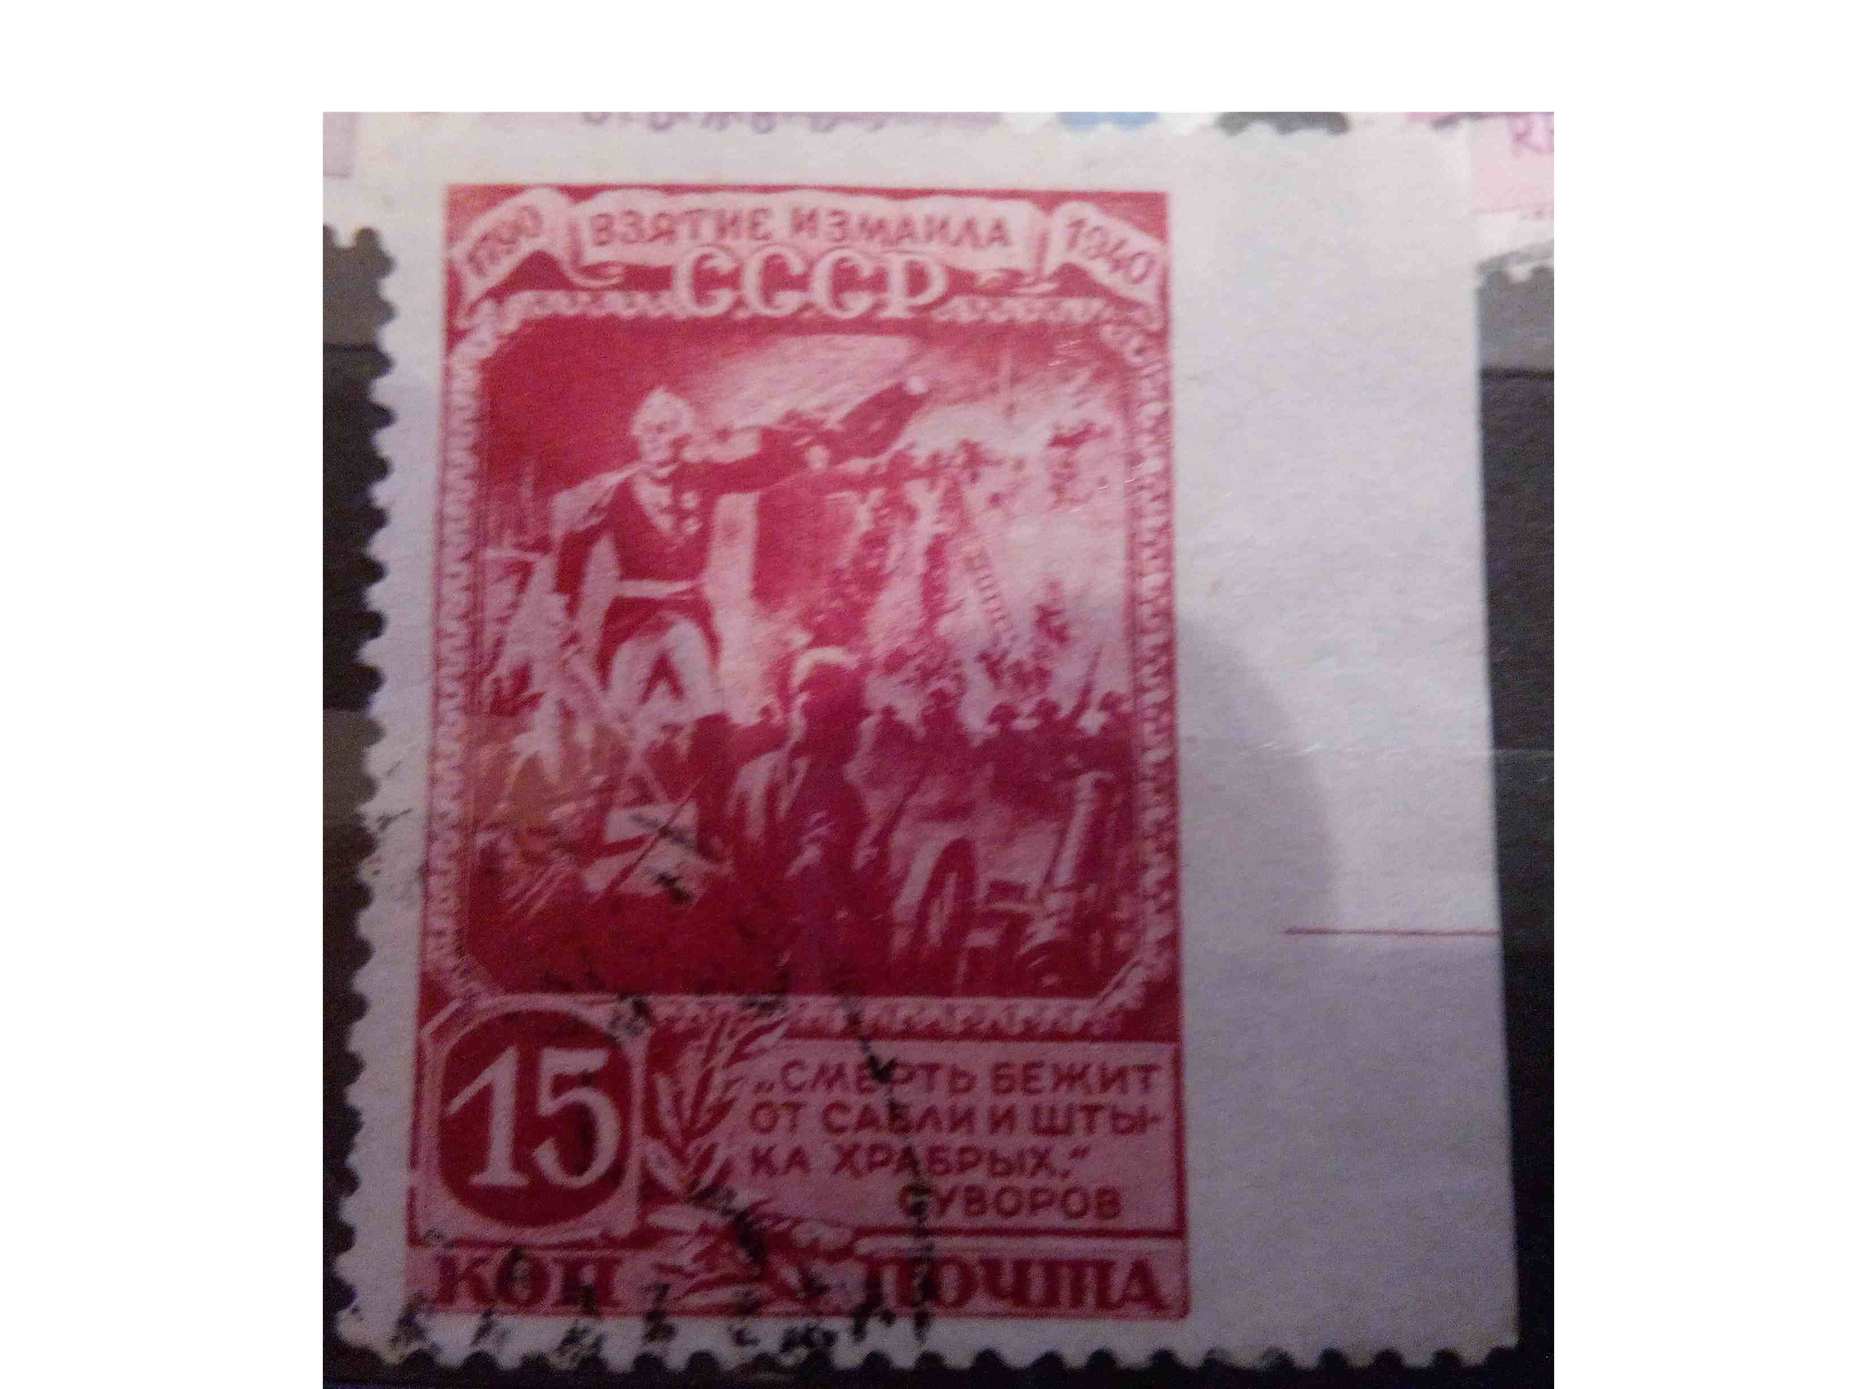 1790 ВЗЯТИЕ ИЗМАИЛА 1940
СССР
15
„СМЕРТЬ БЕЖИТ
ОТ САБЛИ И ШТЫ-
КА ХРАБРЫХ.“
СУВОРОВ
КОП ПОЧТА